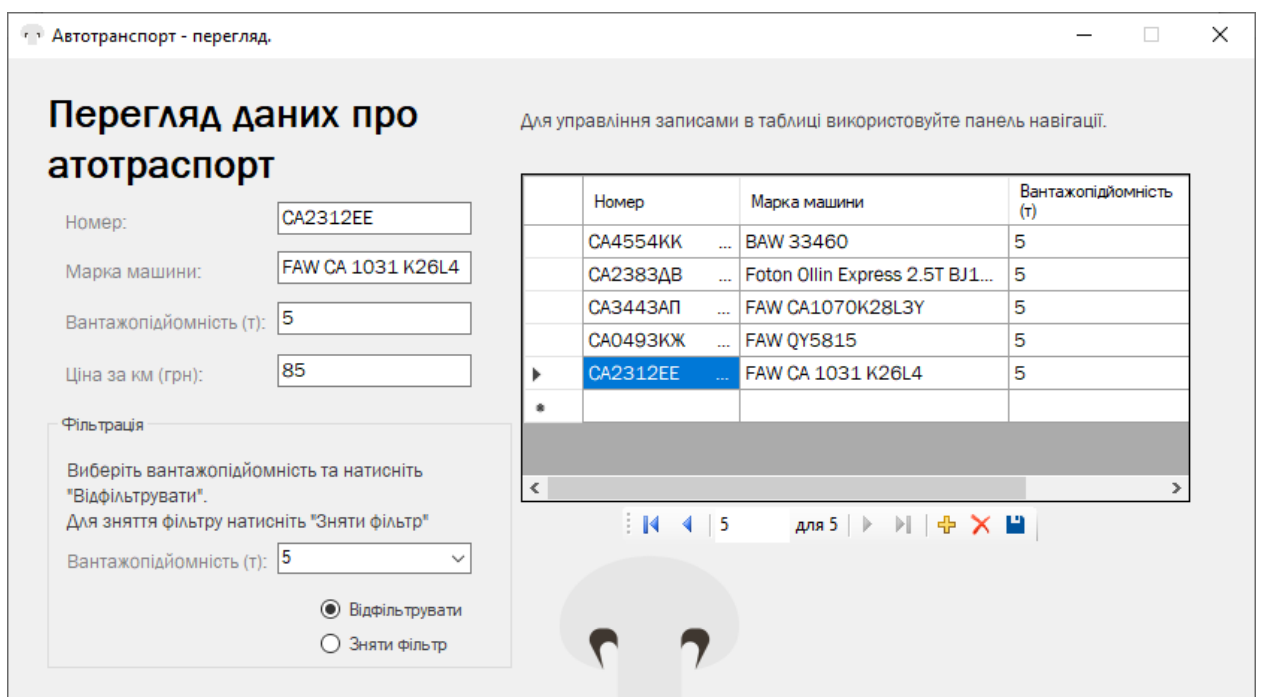 Автотранспорт - перегляд.
Перегляд даних про
атотраспорт
Номер: CA2312EE
Марка машини: FAW CA 1031 K26L4
Вантажопідйомність (т): 5
Ціна за км (грн): 85
Фільтрація
Виберіть вантажопідйомність та натисніть
"Відфільтрувати".
Для зняття фільтру натисніть "Зняти фільтр"
Вантажопідйомність (т): 5
Відфільтрувати
Зняти фільтр
Для управління записами в таблиці використовуйте панель навігації.
Номер Марка машини Вантажопідйомність
(т)
CA4554KK ... BAW 33460 5
CA2383ДВ ... Foton Ollin Express 2.5T BJ1... 5
CA3443АП ... FAW CA1070K28L3Y 5
CA0493КЖ ... FAW QY5815 5
CA2312EE ... FAW CA 1031 K26L4 5
5 для 5